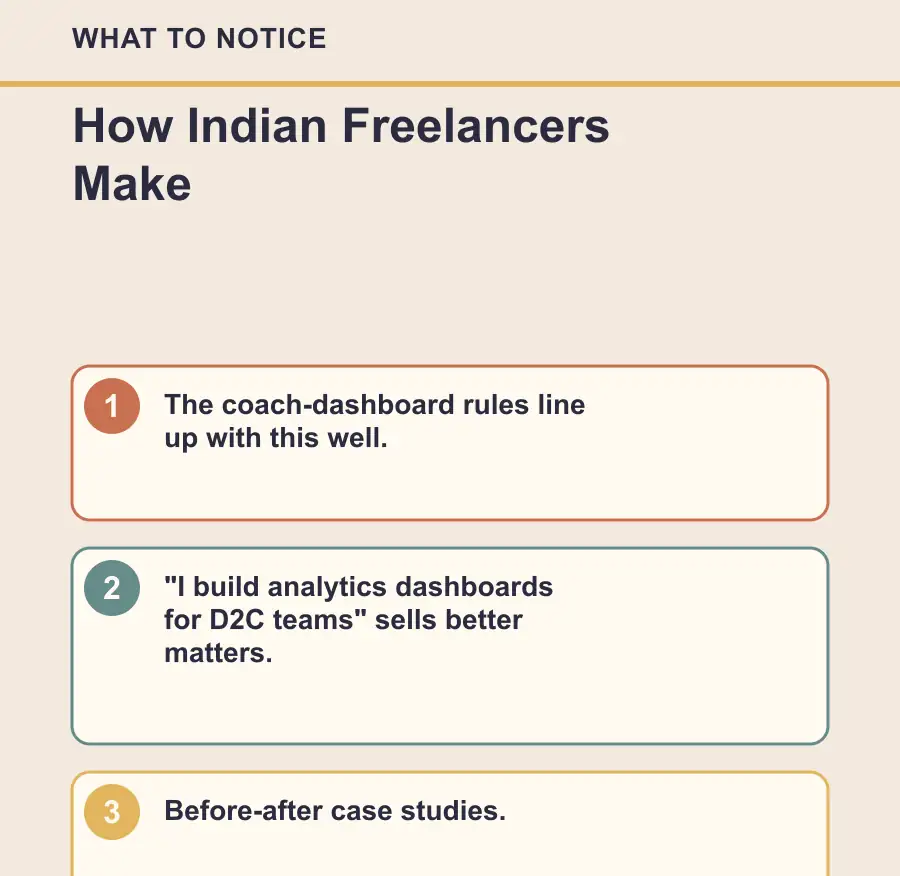 WHAT TO NOTICE
How Indian Freelancers
Make
1
The coach-dashboard rules line
up with this well.
2
"I build analytics dashboards
for D2C teams" sells better
matters.
3
Before-after case studies.